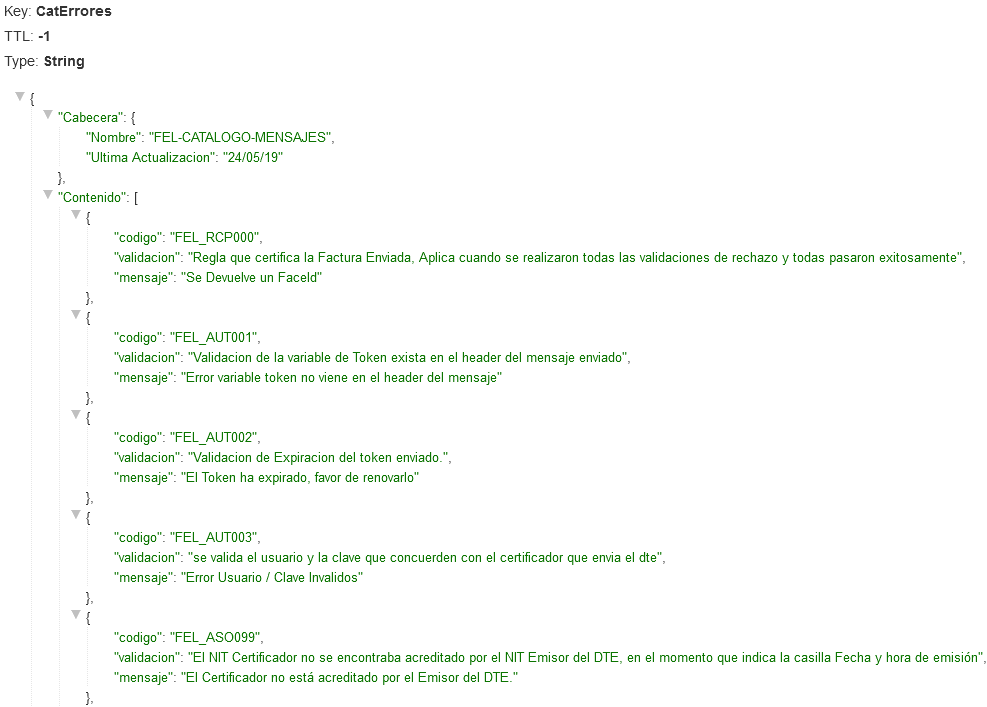 Key: CatErrores
TTL: -1
Type: String
{
"Cabecera": {
"Nombre": "FEL-CATALOGO-MENSAJES",
"Ultima Actualizacion": "24/05/19"
},
"Contenido": [
{
"codigo": "FEL_RCP000",
"validacion": "Regla que certifica la Factura Enviada, Aplica cuando se realizaron todas las validaciones de rechazo y todas pasaron exitosamente",
"mensaje": "Se Devuelve un FaceId"
},
{
"codigo": "FEL_AUT001",
"validacion": "Validacion de la variable de Token exista en el header del mensaje enviado",
"mensaje": "Error variable token no viene en el header del mensaje"
},
{
"codigo": "FEL_AUT002",
"validacion": "Validacion de Expiracion del token enviado.",
"mensaje": "El Token ha expirado, favor de renovarlo"
},
{
"codigo": "FEL_AUT003",
"validacion": "se valida el usuario y la clave que concuerden con el certificador que envia el dte",
"mensaje": "Error Usuario / Clave Invalidos"
},
{
"codigo": "FEL_ASO099",
"validacion": "El NIT Certificador no se encontraba acreditado por el NIT Emisor del DTE, en el momento que indica la casilla Fecha y hora de emisión",
"mensaje": "El Certificador no está acreditado por el Emisor del DTE."
},